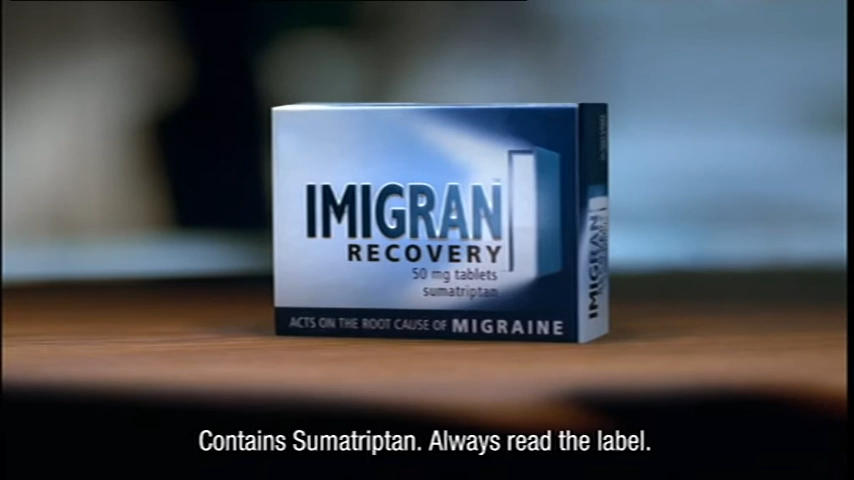 IMIGRAN™
RECOVERY
50 mg tablets
sumatriptan
ACTS ON THE ROOT CAUSE OF MIGRAINE
IMIGRAN
Contains Sumatriptan. Always read the label.